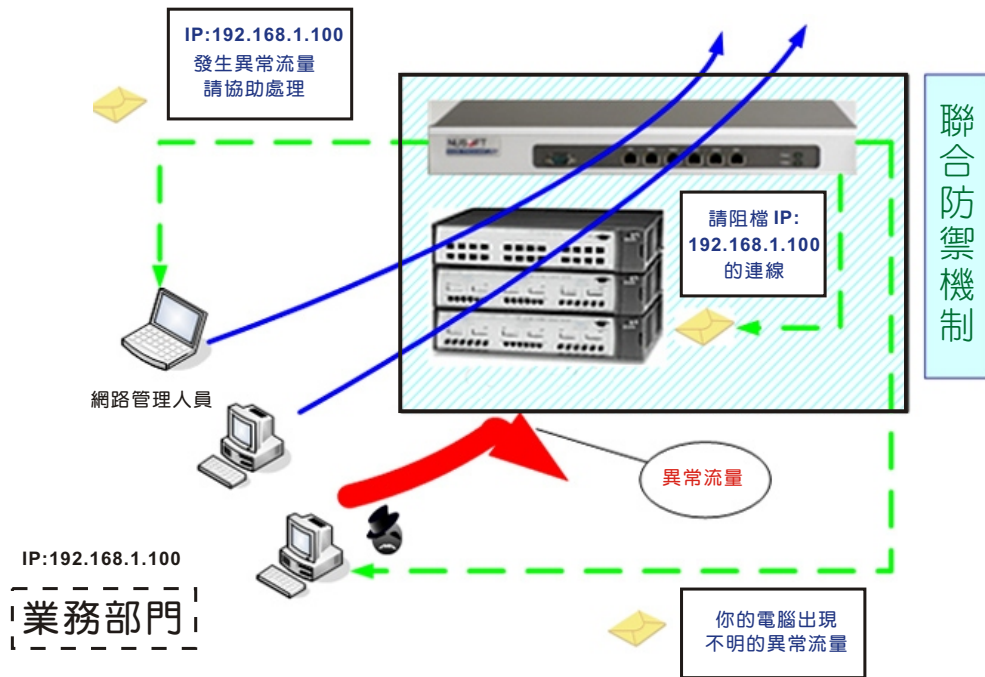 IP:192.168.1.100
發生異常流量
請協助處理
聯合防禦機制
NUSOFT
請阻檔 IP:
192.168.1.100
的連線
網路管理人員
異常流量
IP:192.168.1.100
業務部門
你的電腦出現
不明的異常流量